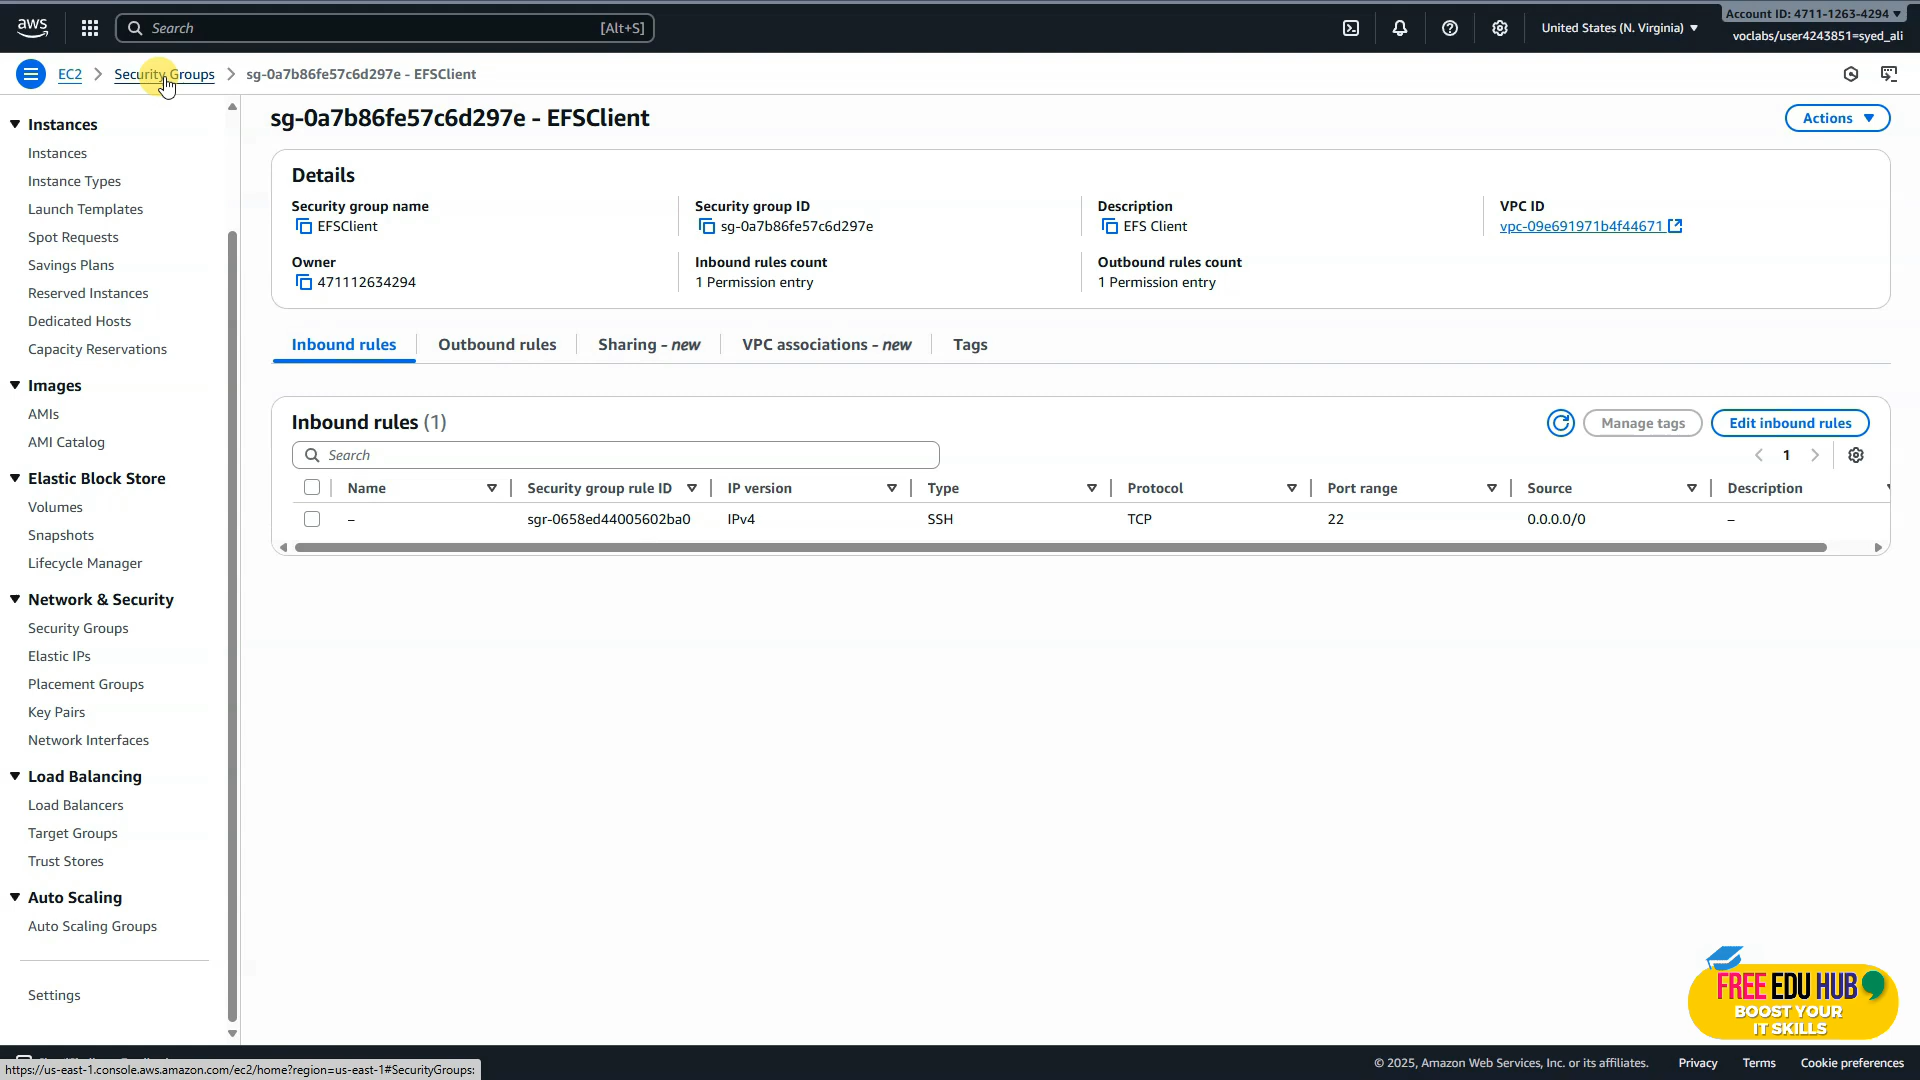 aws
Search [Alt+S]
United States (N. Virginia)
Account ID: 4711-1263-4294
voclabs/user4243851=syed_ali
EC2 > Security Groups > sg-0a7b86fe57c6d297e - EFSClient
Instances
Instances
Instance Types
Launch Templates
Spot Requests
Savings Plans
Reserved Instances
Dedicated Hosts
Capacity Reservations
Images
AMIs
AMI Catalog
Elastic Block Store
Volumes
Snapshots
Lifecycle Manager
Network & Security
Security Groups
Elastic IPs
Placement Groups
Key Pairs
Network Interfaces
Load Balancing
Load Balancers
Target Groups
Trust Stores
Auto Scaling
Auto Scaling Groups
Settings
sg-0a7b86fe57c6d297e - EFSClient
Actions
Details
Security group name
EFSClient
Security group ID
sg-0a7b86fe57c6d297e
Description
EFS Client
VPC ID
vpc-09e691971b4f44671
Owner
471112634294
Inbound rules count
1 Permission entry
Outbound rules count
1 Permission entry
Inbound rules Outbound rules Sharing - new VPC associations - new Tags
Inbound rules (1)
Manage tags Edit inbound rules
Search
1
Name Security group rule ID IP version Type Protocol Port range Source Description
– sgr-0658ed44005602ba0 IPv4 SSH TCP 22 0.0.0.0/0 –
FREE EDU HUB
BOOST YOUR
IT SKILLS
https://us-east-1.console.aws.amazon.com/ec2/home?region=us-east-1#SecurityGroups:
© 2025, Amazon Web Services, Inc. or its affiliates. Privacy Terms Cookie preferences